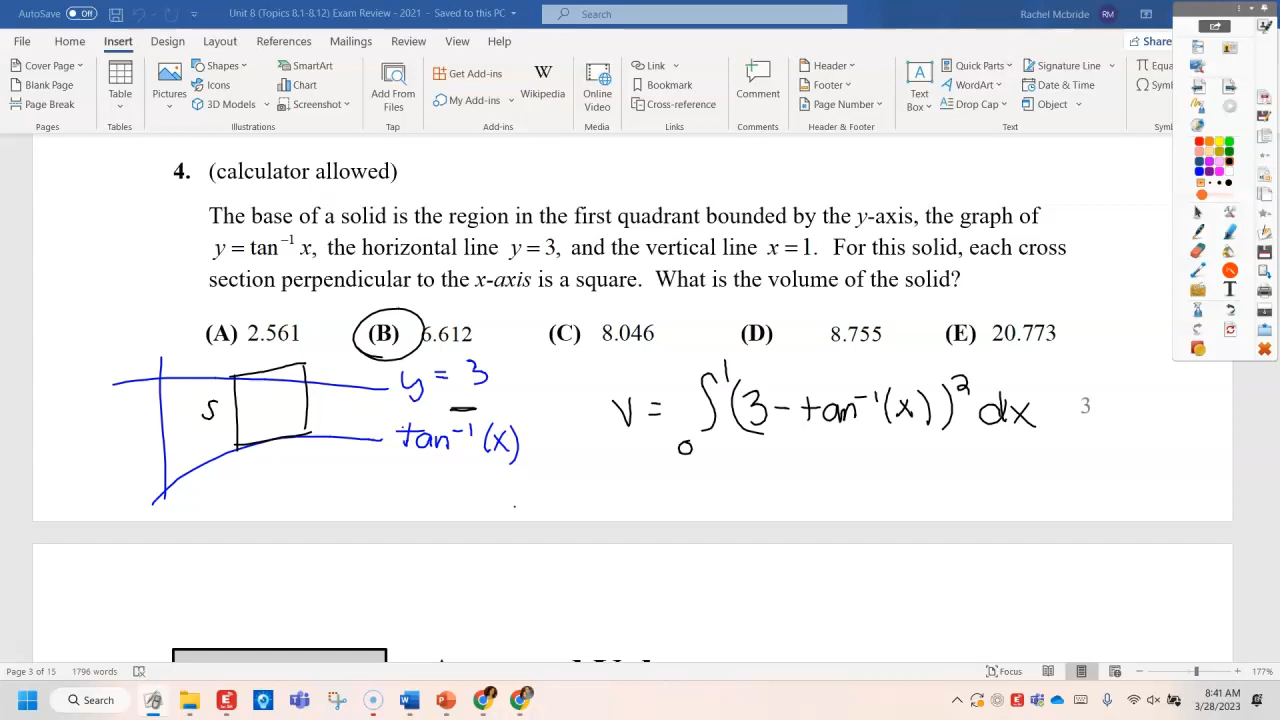 AutoSave Off Unit 8 (Topics 8.1-8.12) Exam Review - 2021 — Saved to this PC Search Rachel McBride RM
File Home Insert Design Layout References Mailings Review View Help Share
Cover Page Blank Page Page Break Pages
Table Tables
Pictures Shapes Icons 3D Models SmartArt Chart Screenshot Illustrations
Add From Files Tap
Get Add-ins My Add-ins Wikipedia Add-ins
Online Video Media
Link Bookmark Cross-reference Links
Comment Comments
Header Footer Page Number Header & Footer
Text Box Quick Parts WordArt Drop Cap Signature Line Date & Time Object Text
4. (calculator allowed)
The base of a solid is the region in the first quadrant bounded by the y-axis, the graph of
y = tan⁻¹ x, the horizontal line y = 3, and the vertical line x = 1. For this solid, each cross
section perpendicular to the x-axis is a square. What is the volume of the solid?
(A) 2.561 (B) 6.612 (C) 8.046 (D) 8.755 (E) 20.773
y = 3
S
tan⁻¹(x)
V = ∫₀¹ (3 - tan⁻¹(x))² dx
3
Page 3 of 15 1796 words Focus 177%
Search 8:41 AM
3/28/2023